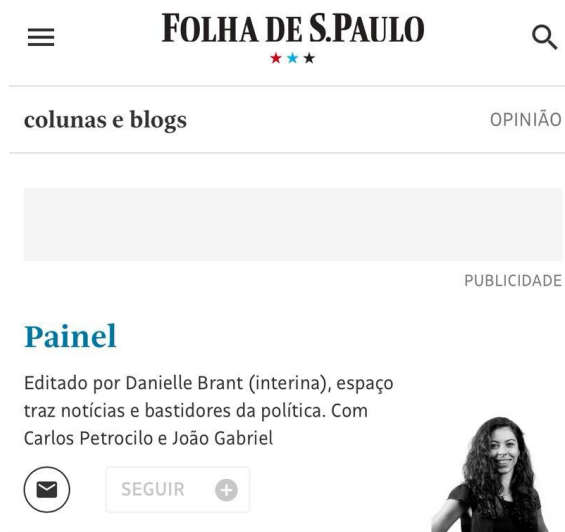 FOLHA DE S.PAULO
colunas e blogs
OPINIÃO
PUBLICIDADE
Painel
Editado por Danielle Brant (interina), espaço
traz notícias e bastidores da política. Com
Carlos Petrocilo e João Gabriel
SEGUIR